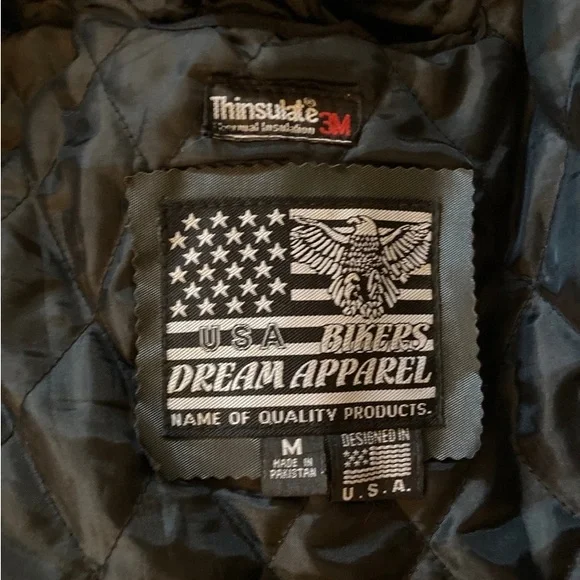 Thinsulate
Thermal Insulation 3M
USA BIKERS
DREAM APPAREL
NAME OF QUALITY PRODUCTS.
M
MADE IN
PAKISTAN
DESIGNED IN
U.S.A.